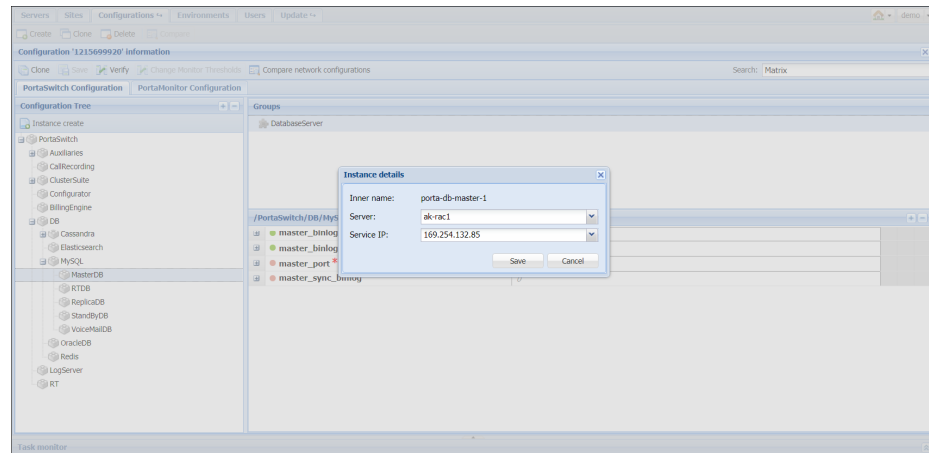 Servers Sites Configurations Environments Users Update demo
Create Clone Delete Compare
Configuration '1215699920' information
Clone Save Verify Change Monitor Thresholds Compare network configurations Search: Matrix
PortaSwitch Configuration PortaMonitor Configuration
Configuration Tree Groups
Instance create DatabaseServer
PortaSwitch
Auxiliaries
CallRecording
ClusterSuite
Configurator
BillingEngine
DB
Cassandra
Elasticsearch
MySQL
MasterDB
RTDB
ReplicaDB
StandByDB
VoiceMailDB
OracleDB
Redis
LogServer
RT
Instance details
Inner name: porta-db-master-1
Server: ak-rac1
Service IP: 169.254.132.85
Save Cancel
/PortaSwitch/DB/MyS
master_binlog
master_binlog
master_port *
master_sync_binlog 0
Task monitor